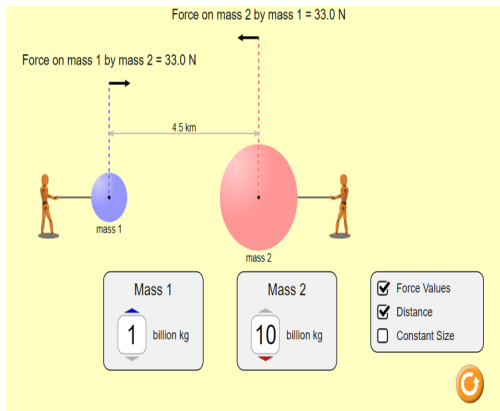 Force on mass 2 by mass 1 = 33.0 N
Force on mass 1 by mass 2 = 33.0 N
4.5 km
mass 1
mass 2
Mass 1
1 billion kg
Mass 2
10 billion kg
Force Values
Distance
Constant Size